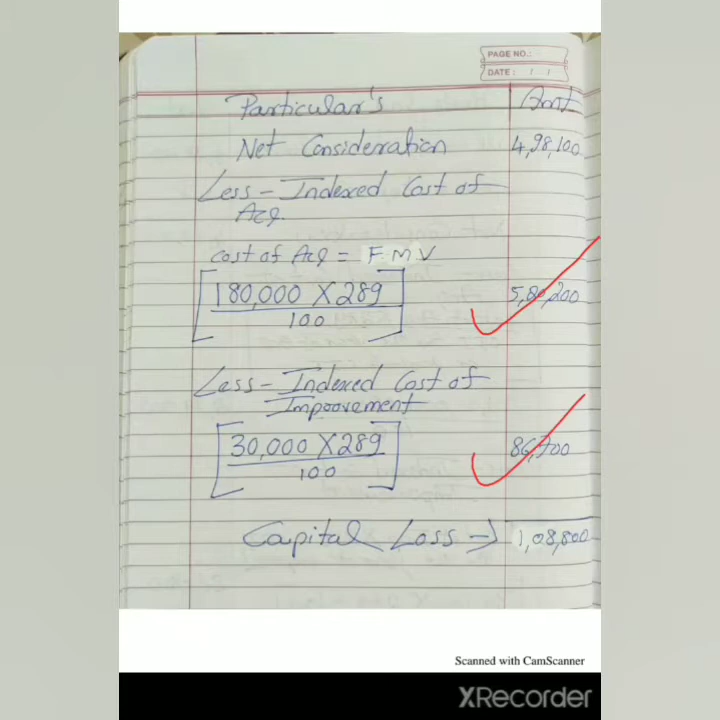 PAGE NO.:
DATE: / /
Particular's Amt
Net Consideration 4,98,100
Less - Indexed Cost of
Acq.
Cost of Acq = F M V
180,000 X 289 5,20,200
100
Less - Indexed Cost of
Improvement
30,000 X 289 86,700
100
Capital Loss → 1,08,800
Scanned with CamScanner
XRecorder